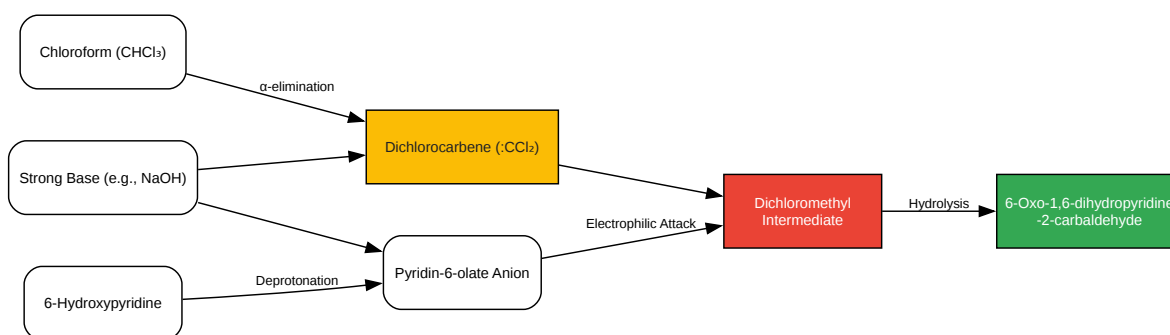 Chloroform (CHCl₃)
α-elimination
Strong Base (e.g., NaOH)
Dichlorocarbene (:CCl₂)
6-Hydroxypyridine
Deprotonation
Pyridin-6-olate Anion
Electrophilic Attack
Dichloromethyl
Intermediate
Hydrolysis
6-Oxo-1,6-dihydropyridine
-2-carbaldehyde